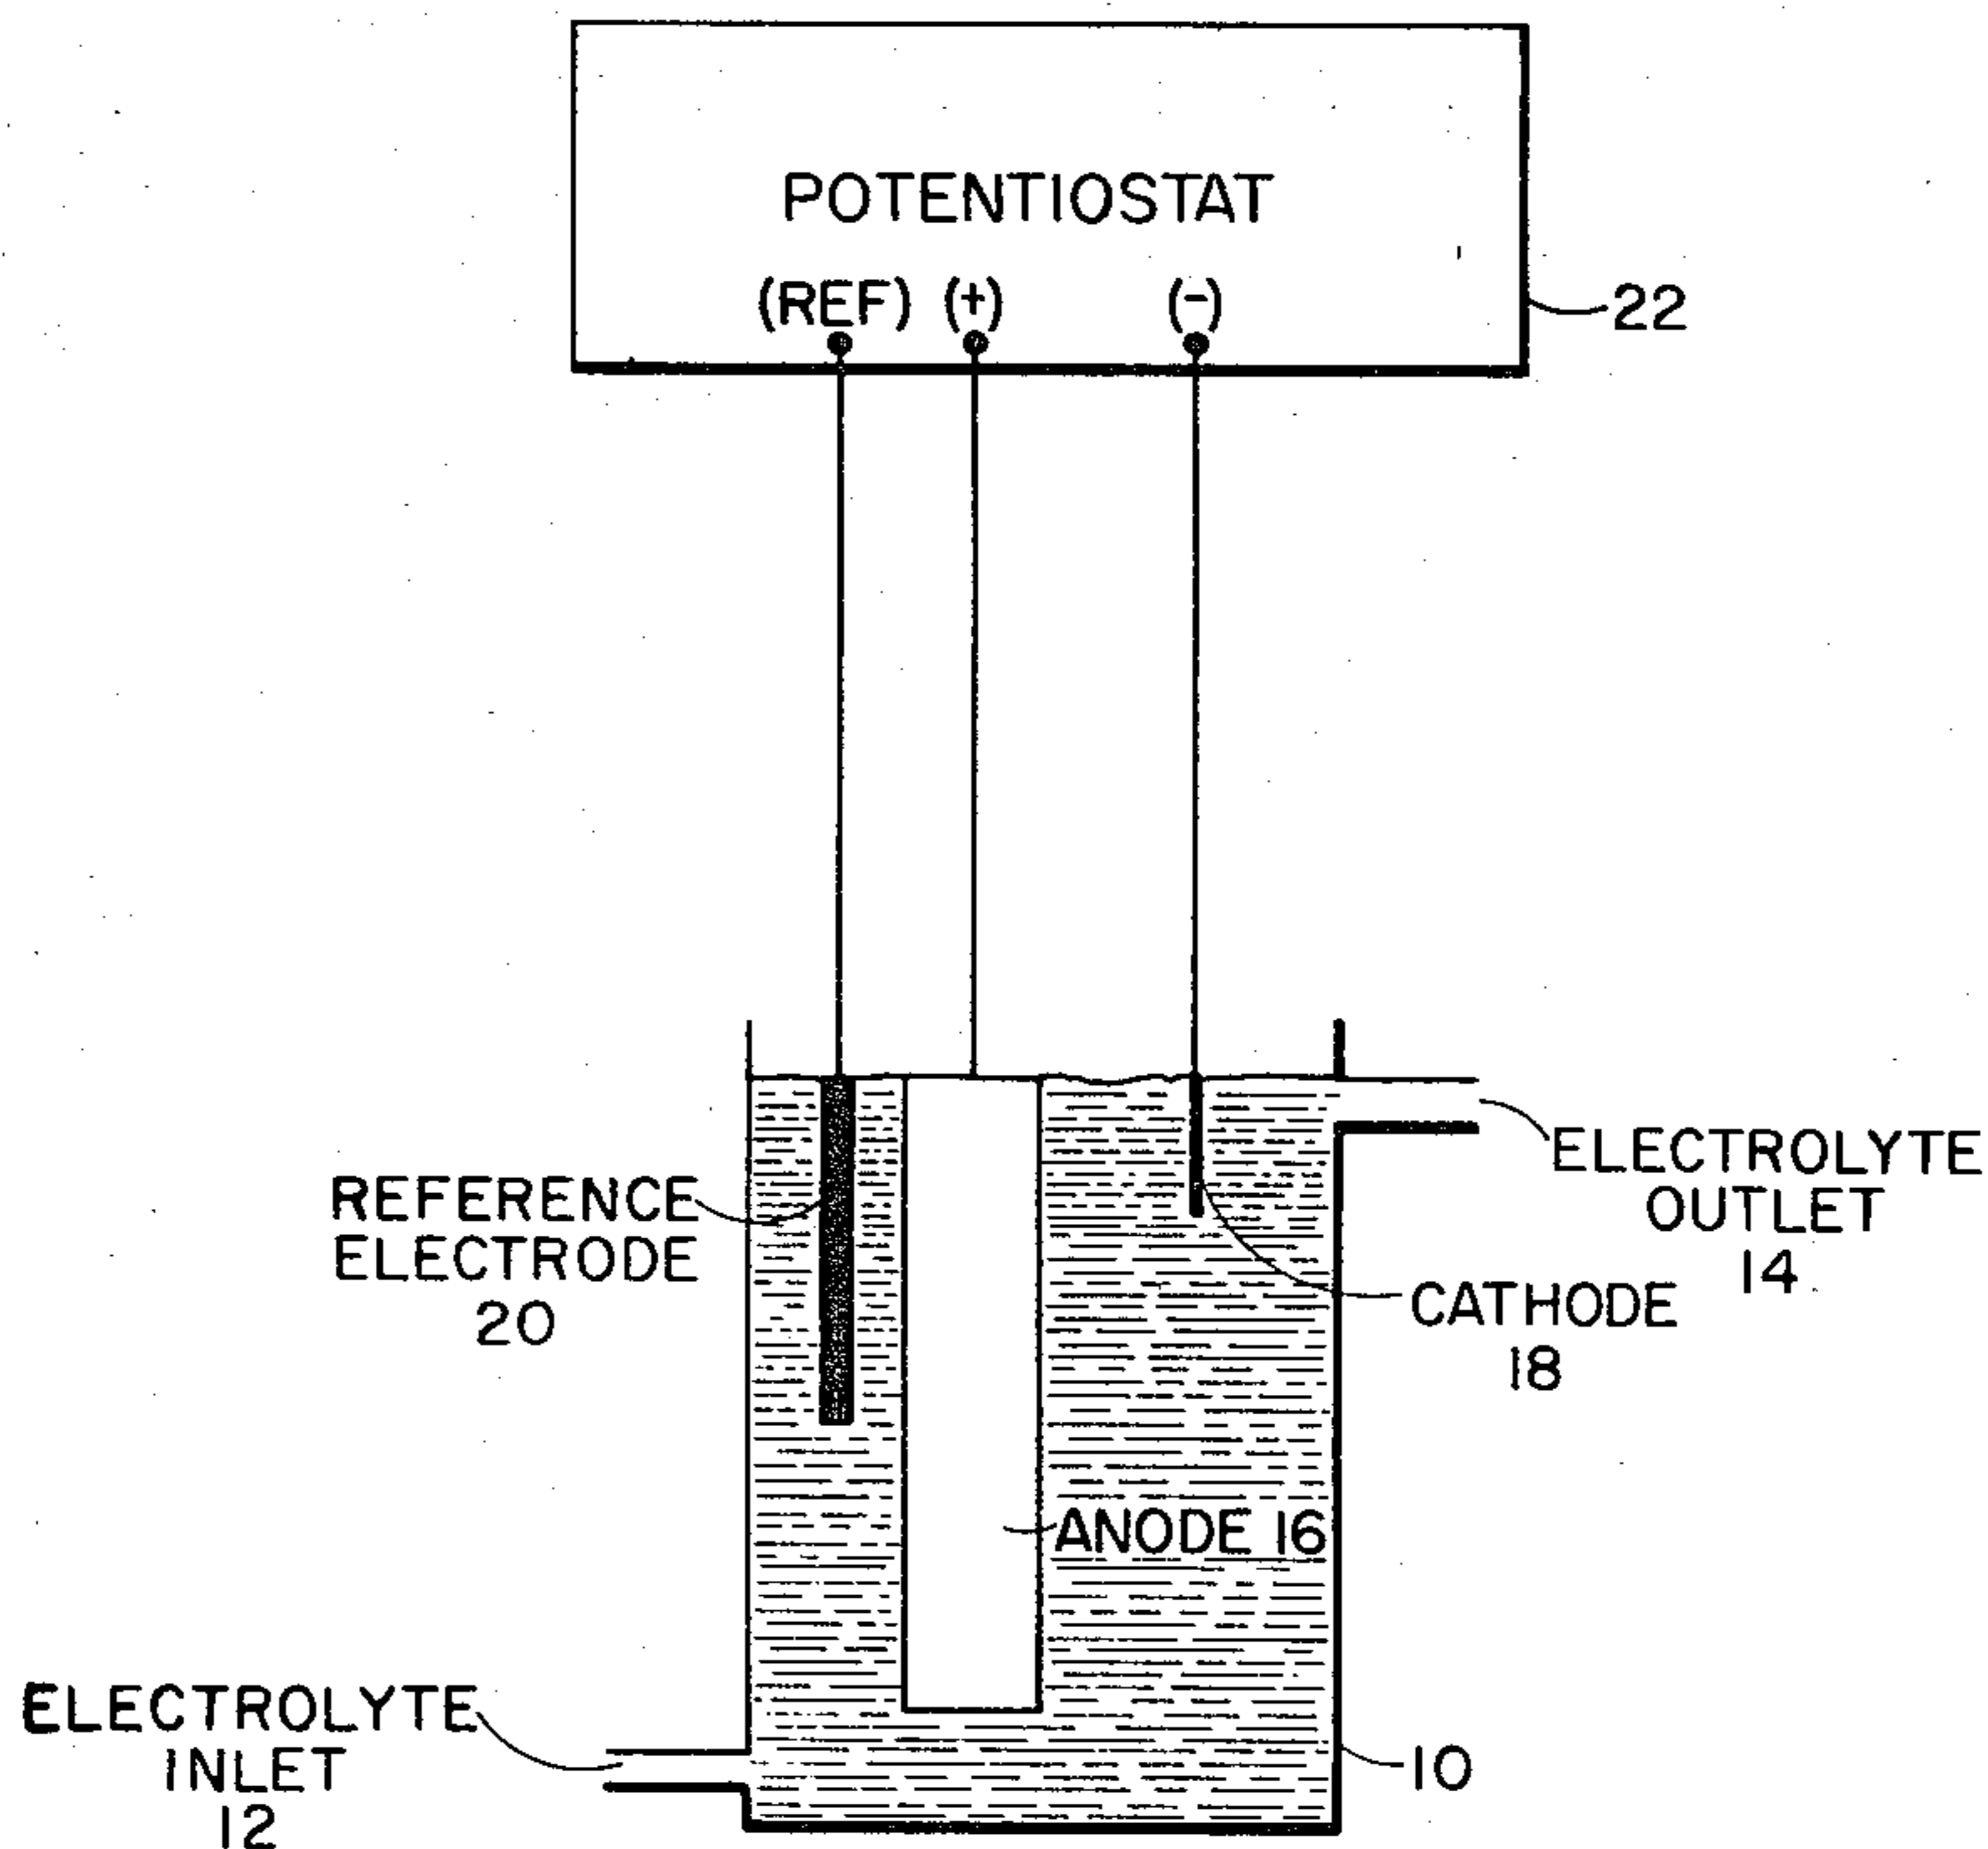 POTENTIOSTAT
(REF) (+) (-)
22
REFERENCE
ELECTRODE
20
ELECTROLYTE
OUTLET
14
CATHODE
18
ANODE 16
ELECTROLYTE
INLET
12
10